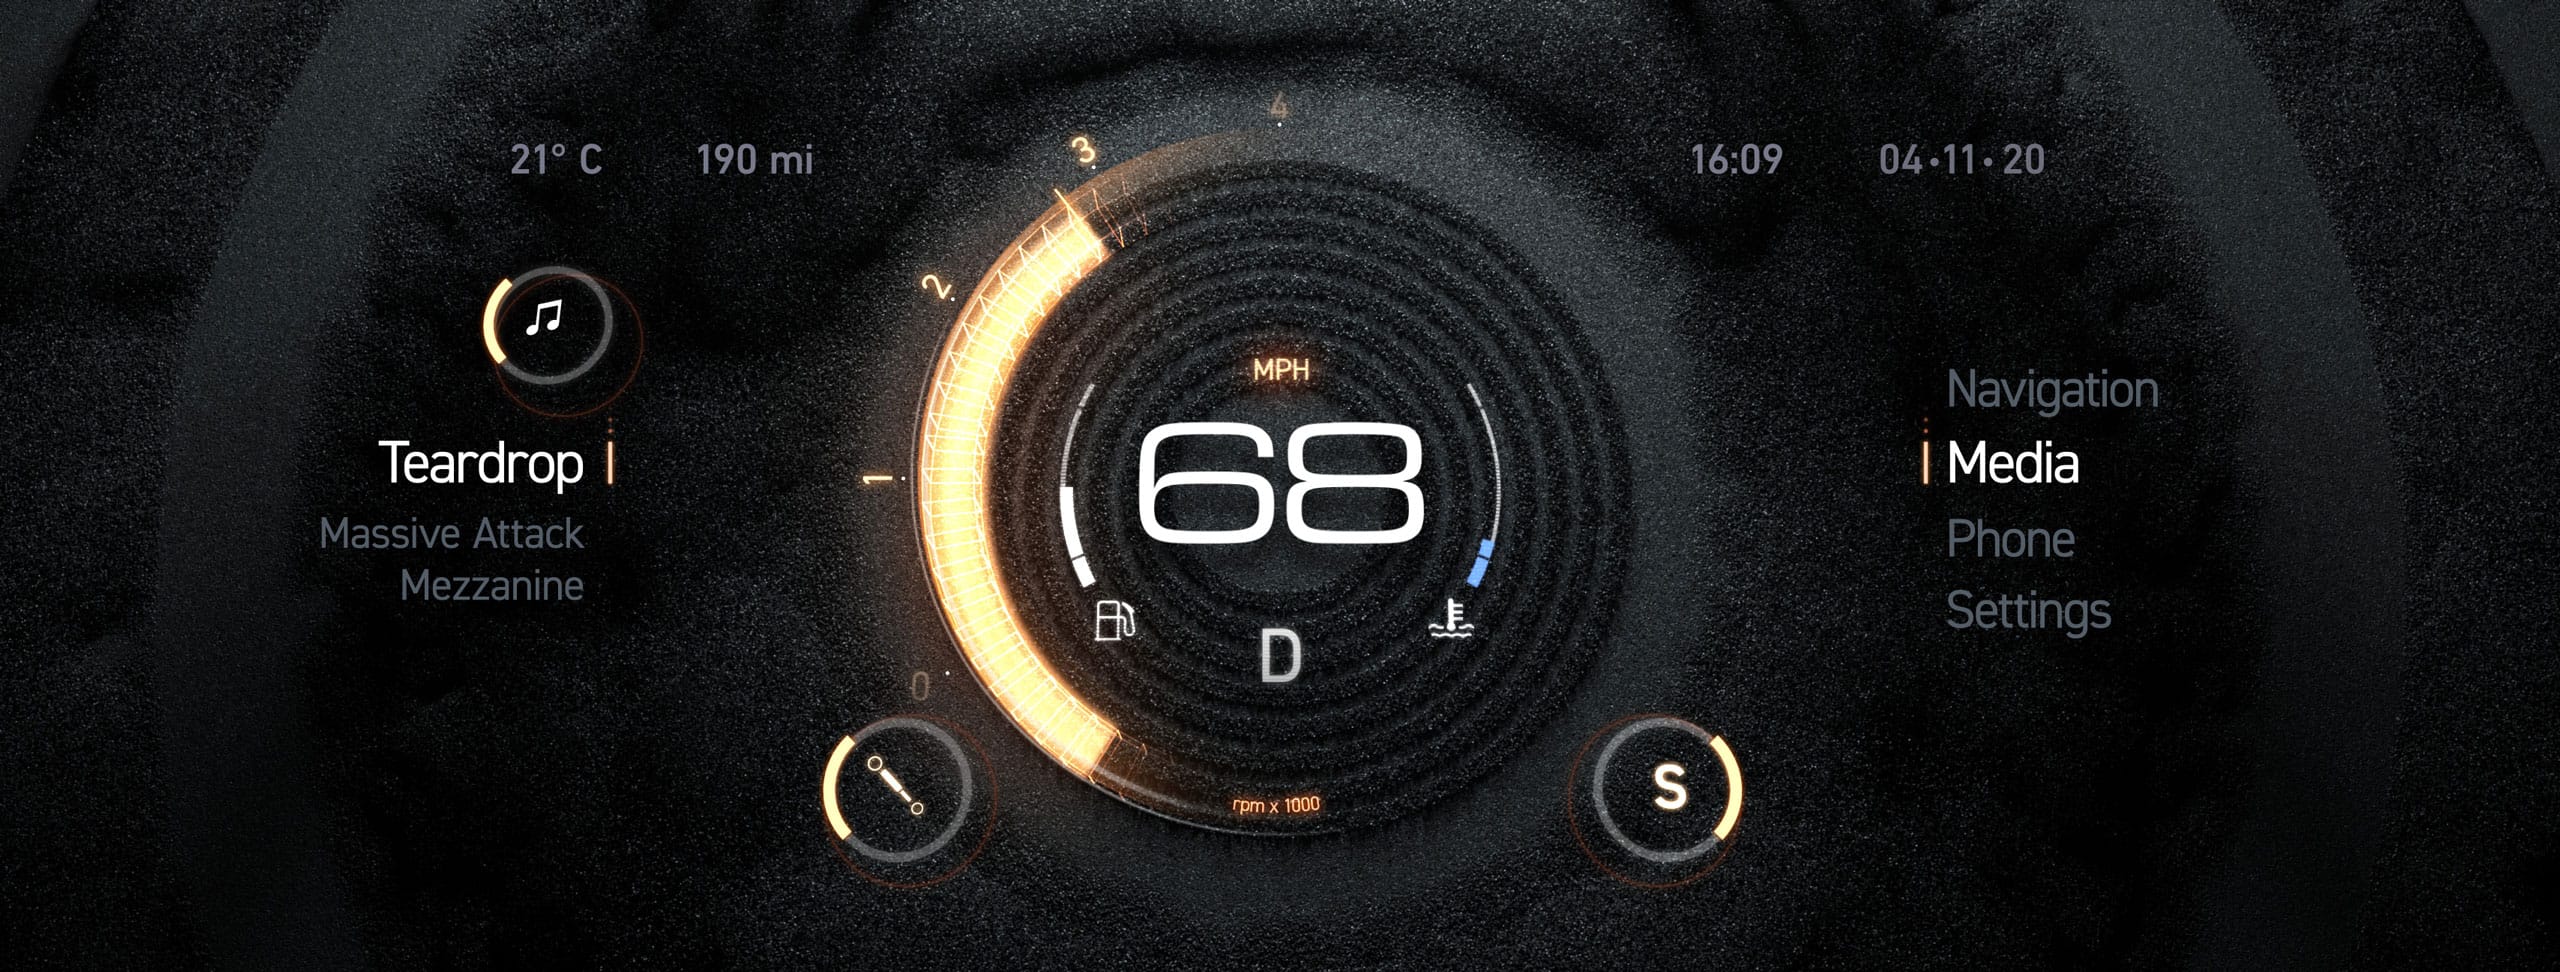 21° C
190 mi
16:09
04•11•20
4
3
2
1
0
MPH
68
D
rpm x 1000
Teardrop
Massive Attack
Mezzanine
Navigation
Media
Phone
Settings
S